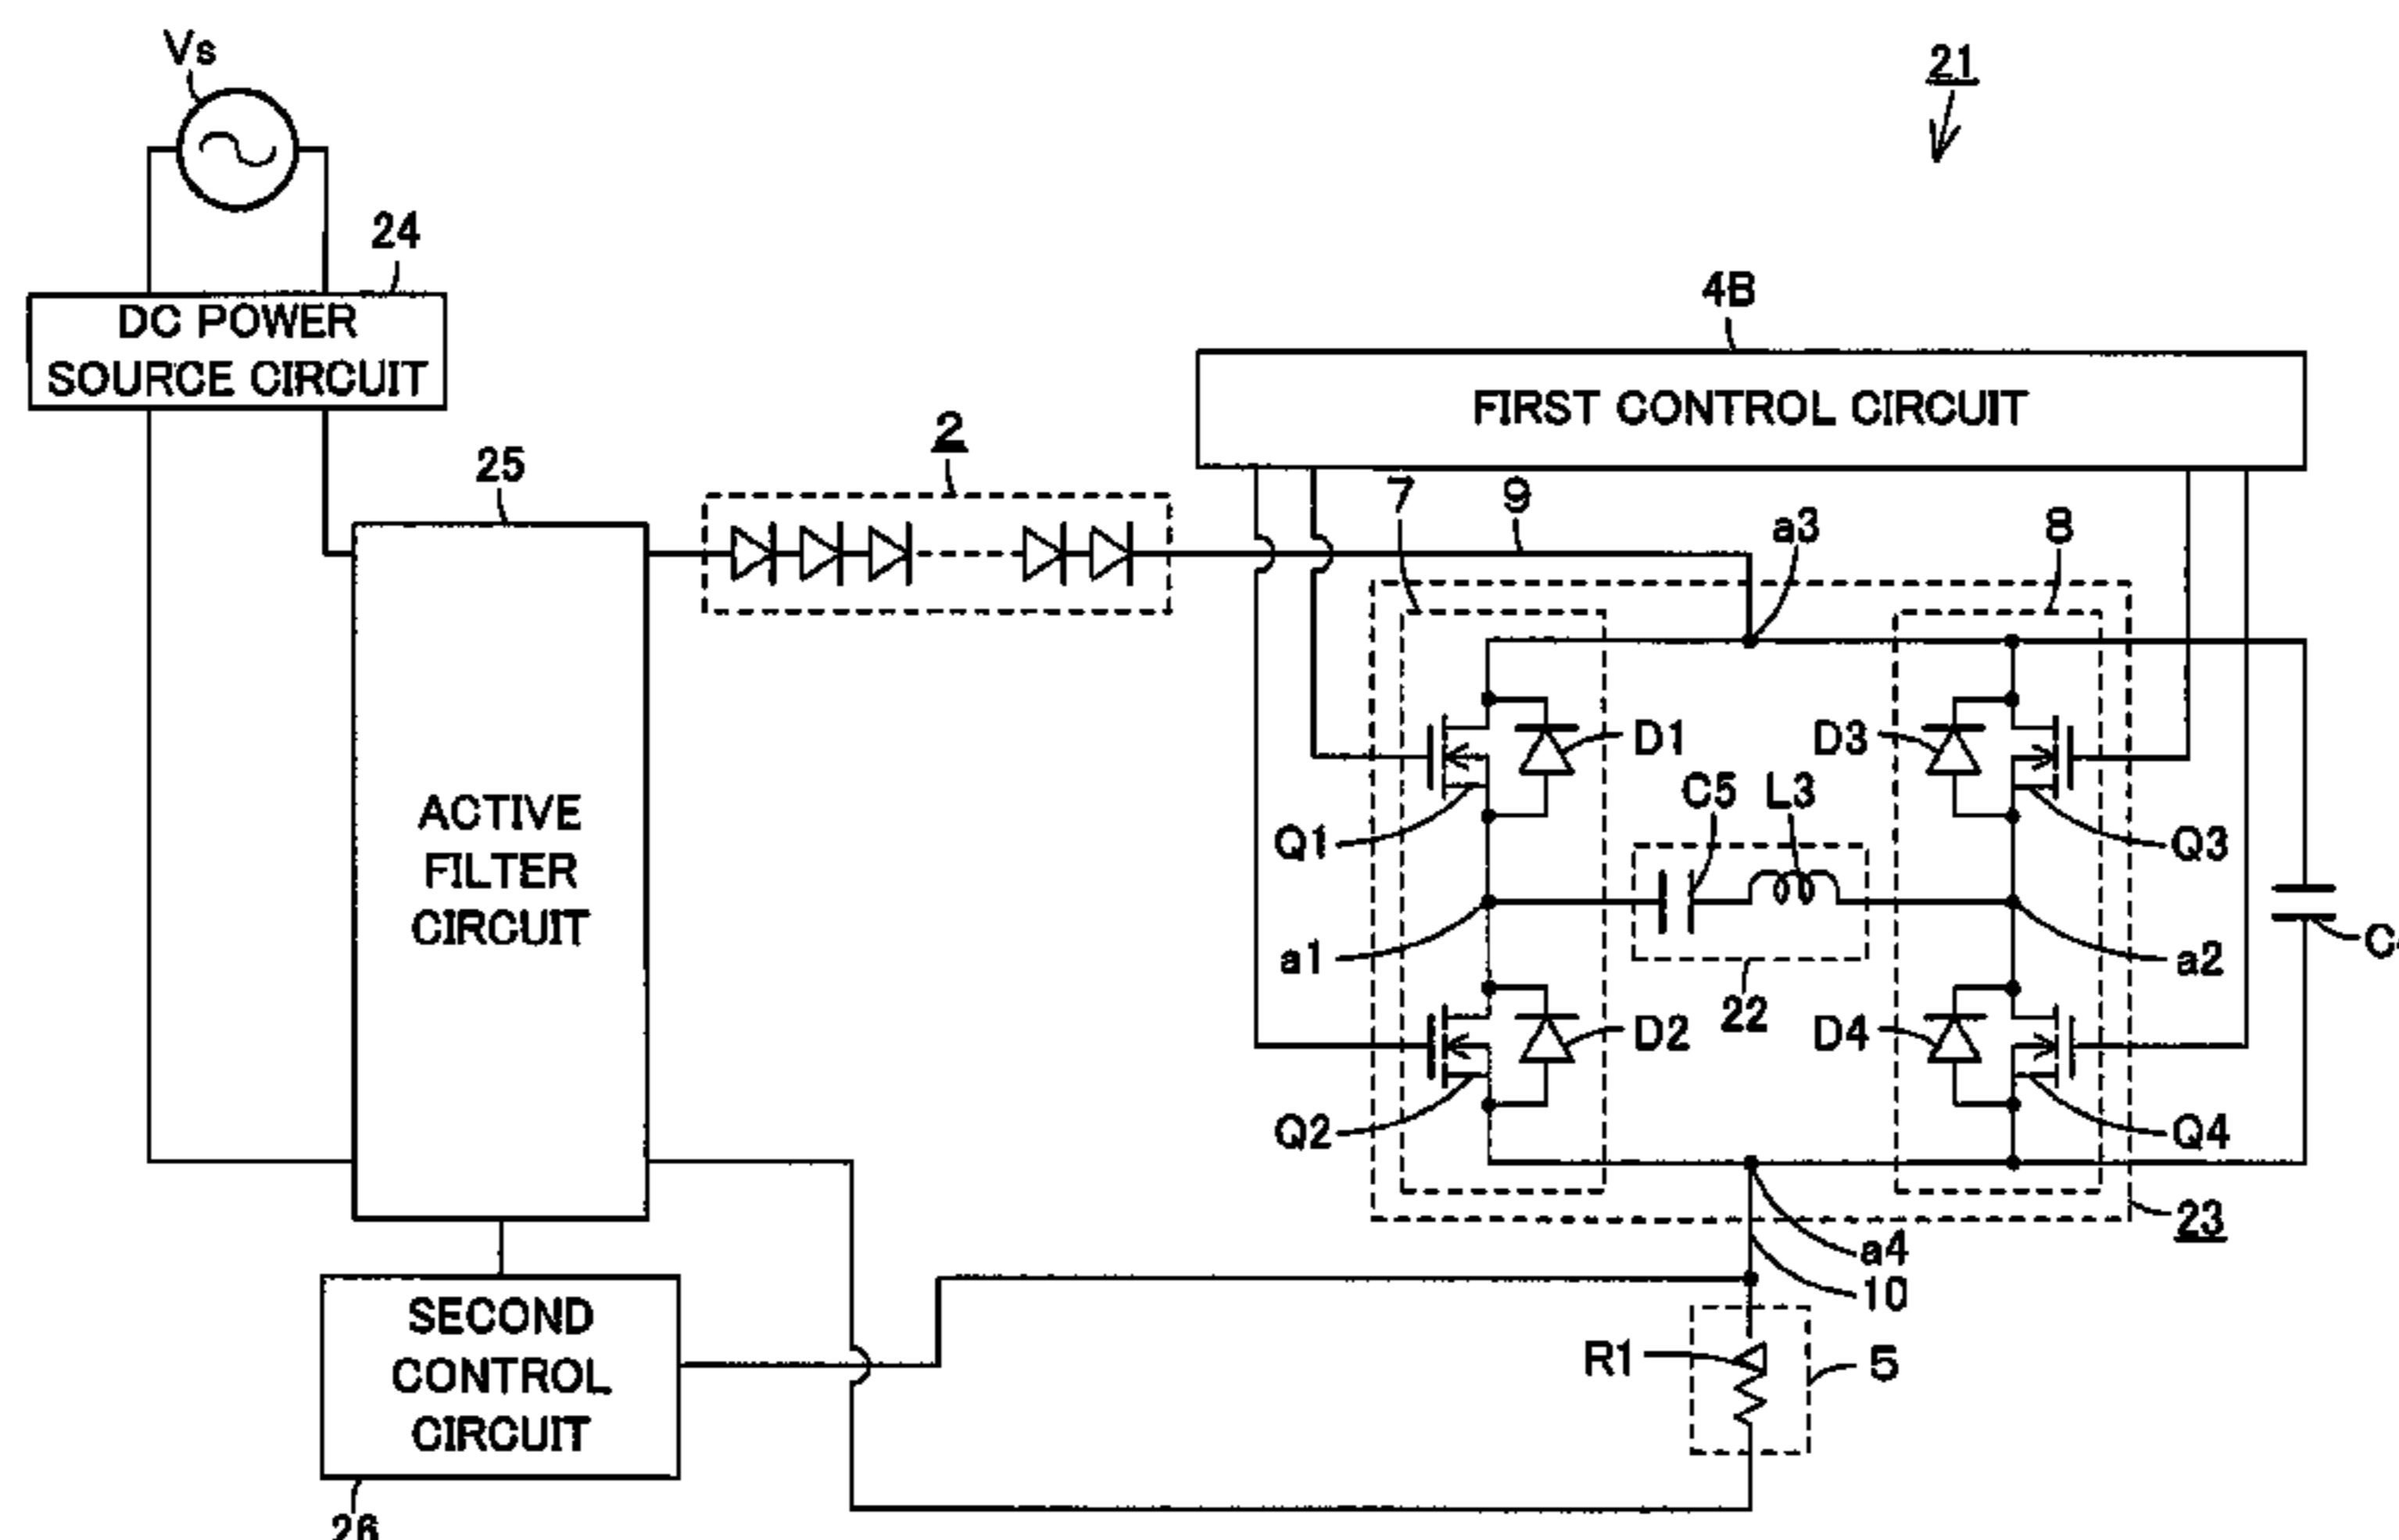 Vs
21
24
DC POWER
SOURCE CIRCUIT
4B
FIRST CONTROL CIRCUIT
2
25
7
9
a3
8
D1
D3
C5
L3
Q1
Q3
ACTIVE
FILTER
CIRCUIT
a1
a2
22
D2
D4
Q2
Q4
23
a4
10
SECOND
CONTROL
CIRCUIT
R1
5
26